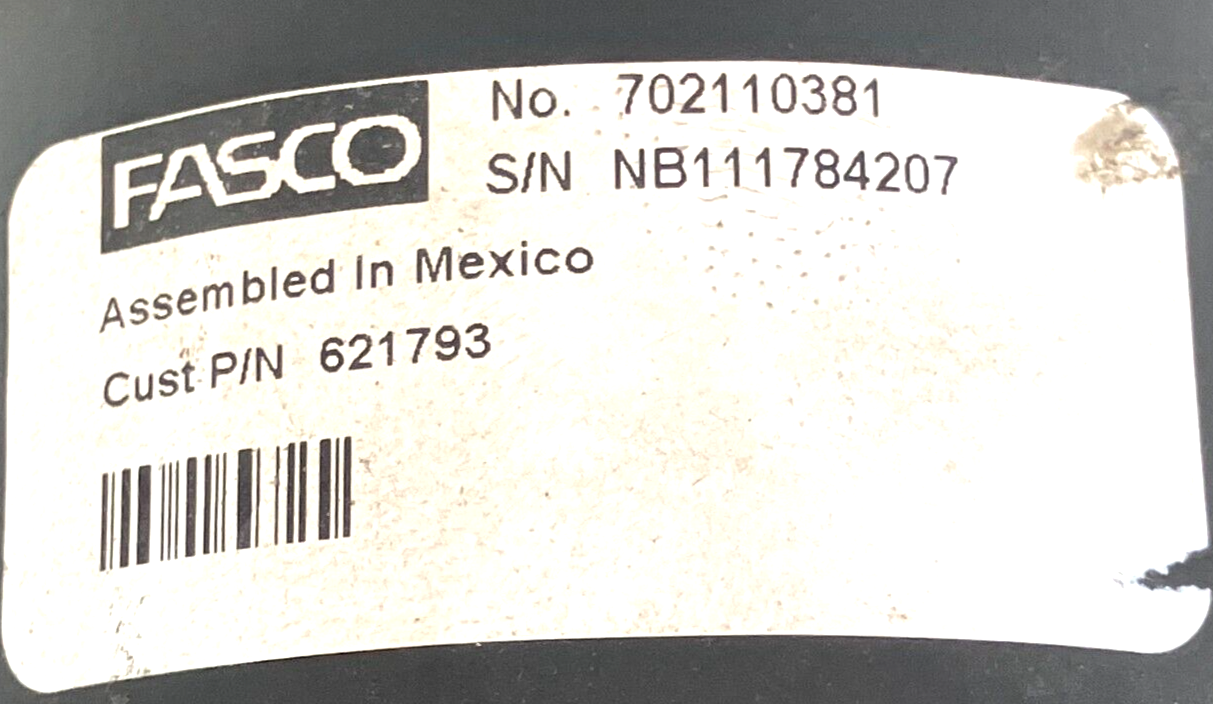 FASCO
No. 702110381
S/N NB111784207
Assembled In Mexico
Cust P/N 621793